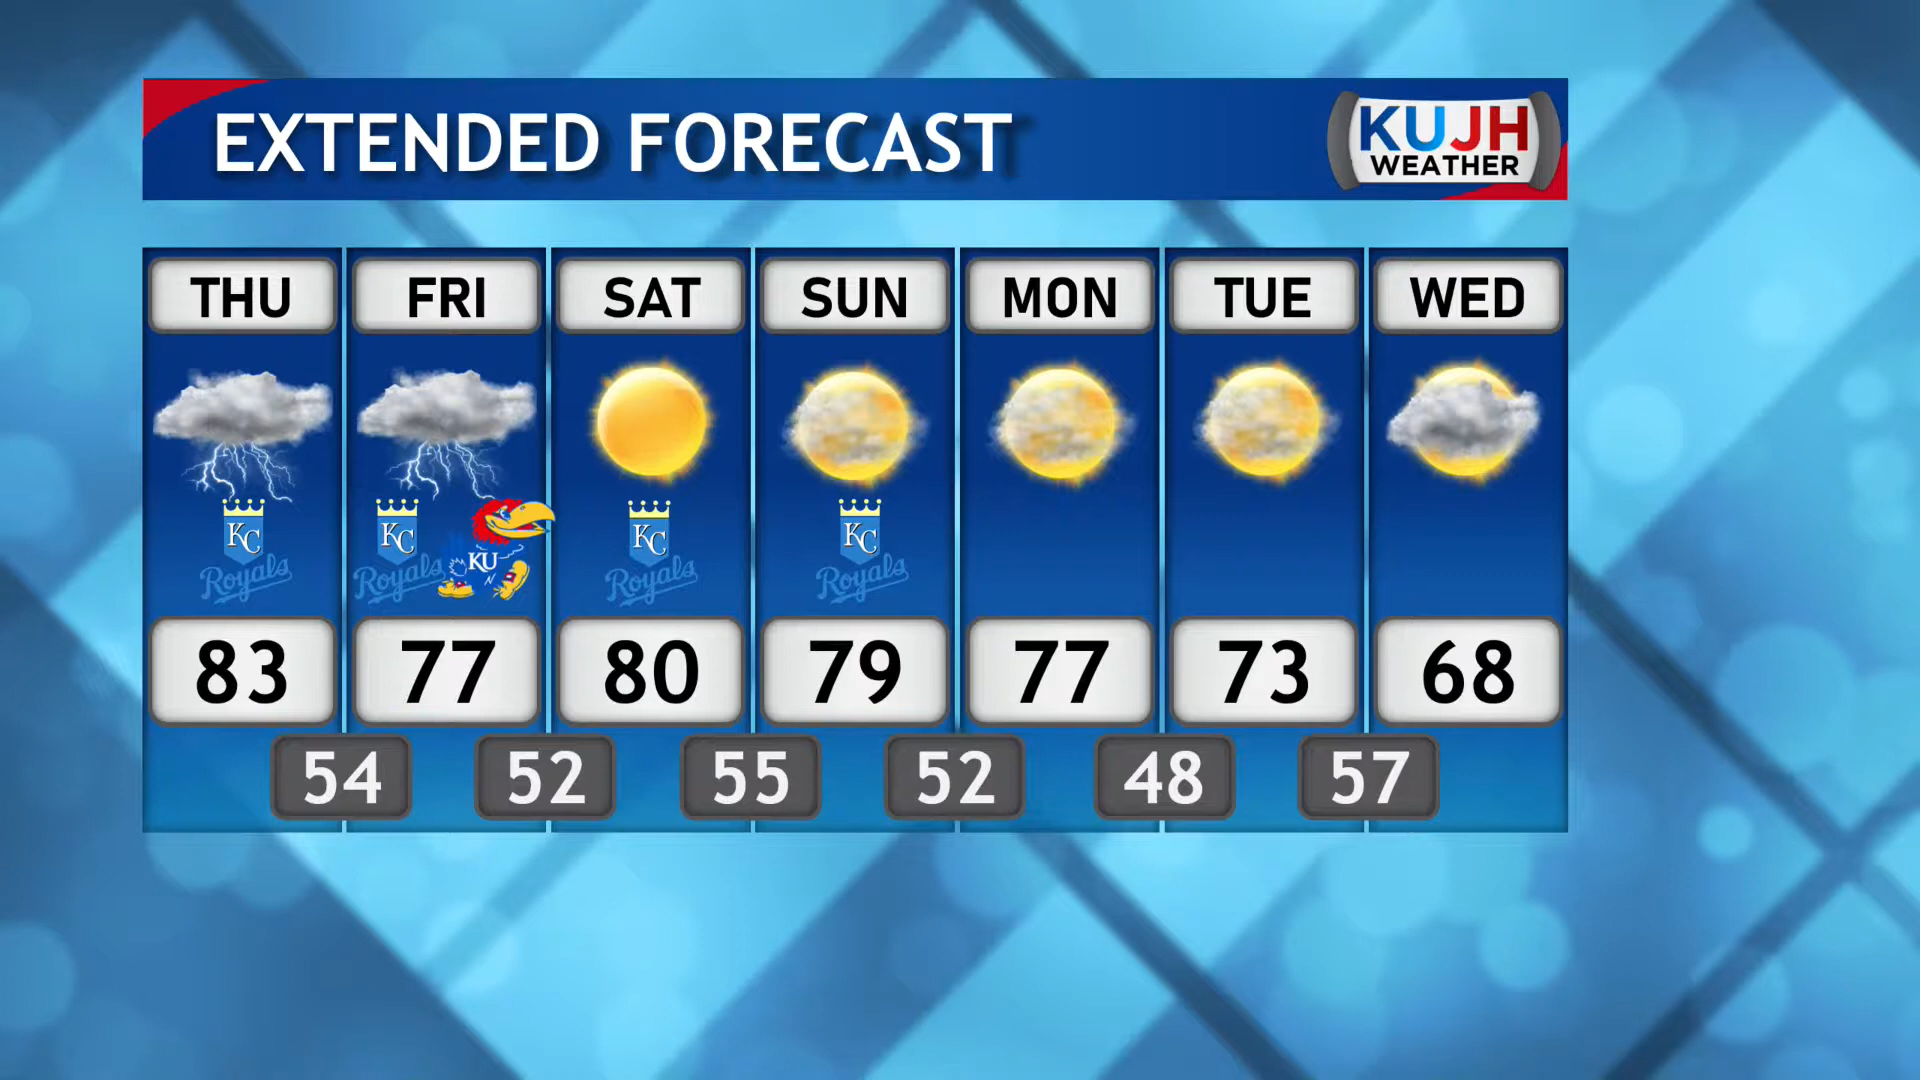 EXTENDED FORECAST
KUJH
WEATHER
THU FRI SAT SUN MON TUE WED
KC KC KC KC
Royals Royals KU Royals Royals
83 77 80 79 77 73 68
54 52 55 52 48 57